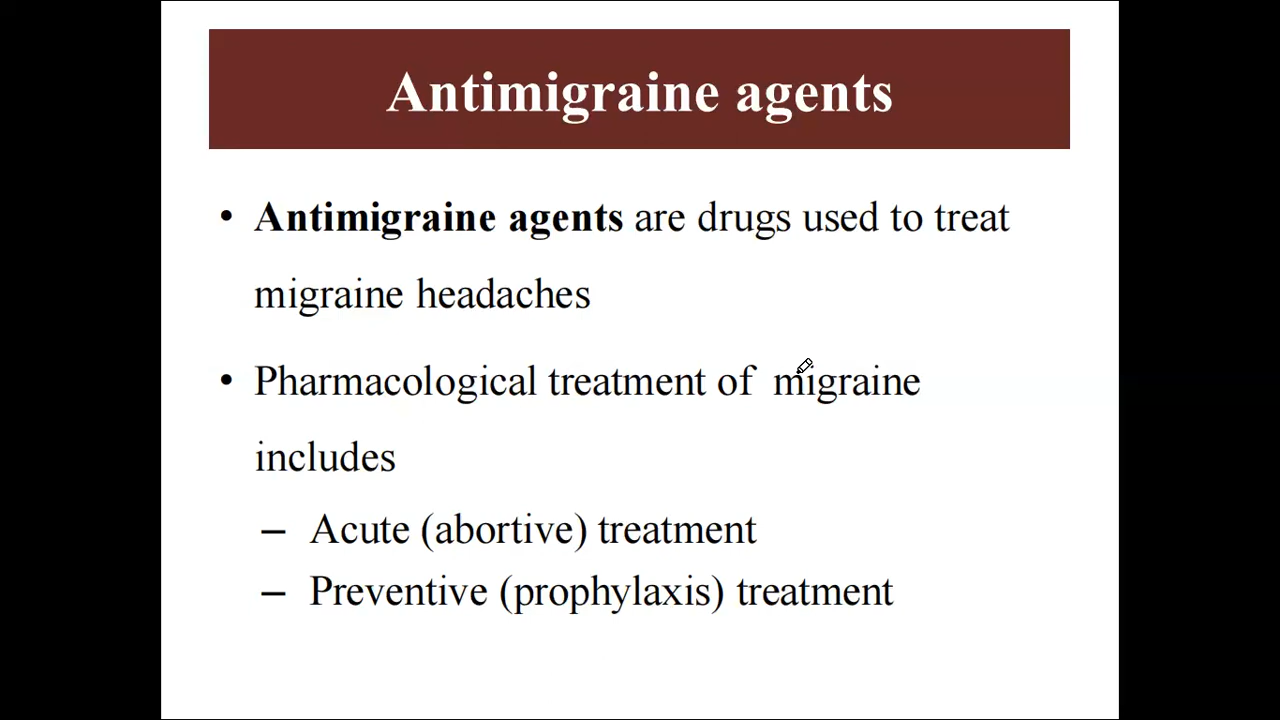 Antimigraine agents
• Antimigraine agents are drugs used to treat
migraine headaches
• Pharmacological treatment of migraine
includes
– Acute (abortive) treatment
– Preventive (prophylaxis) treatment